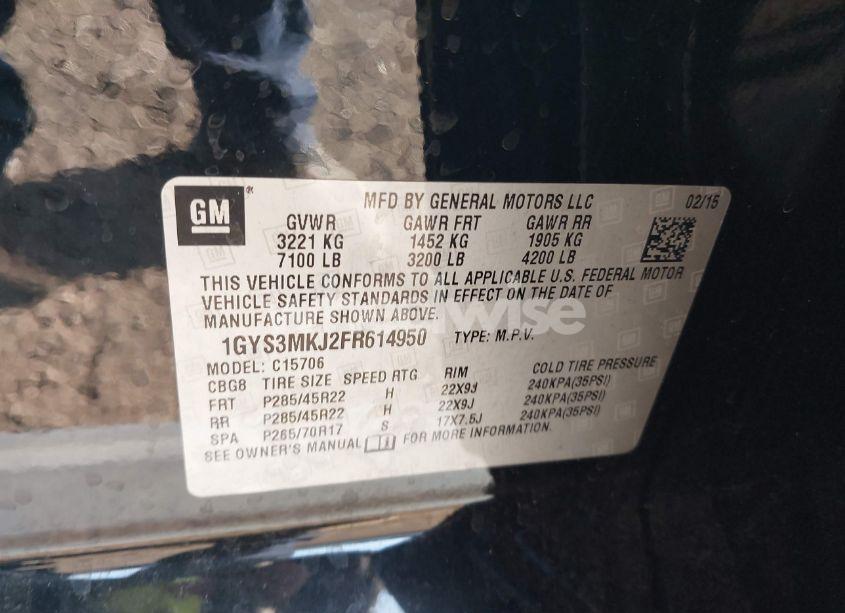 GM
MFD BY GENERAL MOTORS LLC 02/15
GVWR GAWR FRT GAWR RR
3221 KG 1452 KG 1905 KG
7100 LB 3200 LB 4200 LB
THIS VEHICLE CONFORMS TO ALL APPLICABLE U.S. FEDERAL MOTOR
VEHICLE SAFETY STANDARDS IN EFFECT ON THE DATE OF
MANUFACTURE SHOWN ABOVE.
1GYS3MKJ2FR614950 TYPE: M.P.V.
MODEL: C15706
CBG8 TIRE SIZE SPEED RTG RIM COLD TIRE PRESSURE
FRT P285/45R22 H 22X9J 240KPA(35PSI)
RR P285/45R22 H 22X9J 240KPA(35PSI)
SPA P265/70R17 S 17X7.5J 240KPA(35PSI)
SEE OWNER'S MANUAL FOR MORE INFORMATION.